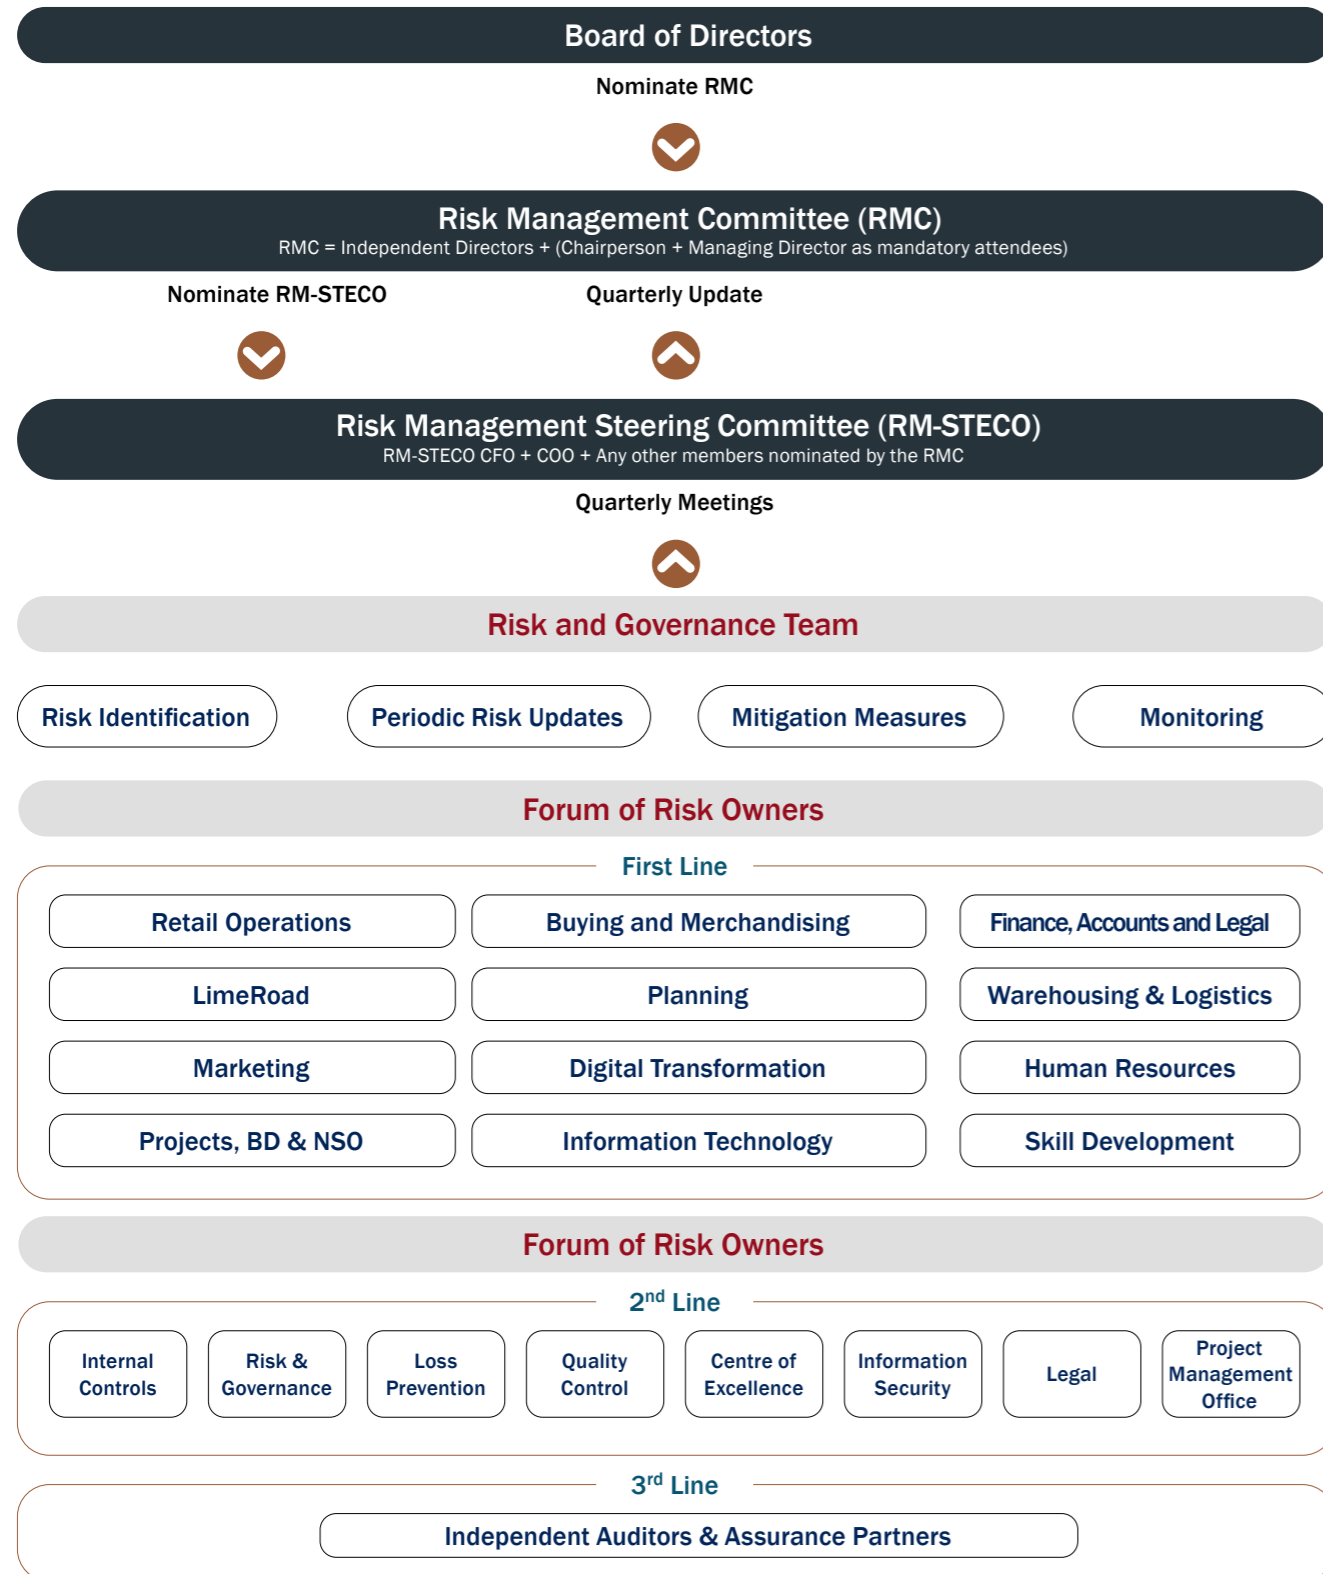 Board of Directors
Nominate RMC
Risk Management Committee (RMC)
RMC = Independent Directors + (Chairperson + Managing Director as mandatory attendees)
Nominate RM-STECO
Quarterly Update
Risk Management Steering Committee (RM-STECO)
RM-STECO CFO + COO + Any other members nominated by the RMC
Quarterly Meetings
Risk and Governance Team
Risk Identification
Periodic Risk Updates
Mitigation Measures
Monitoring
Forum of Risk Owners
First Line
Retail Operations
Buying and Merchandising
Finance, Accounts and Legal
LimeRoad
Planning
Warehousing & Logistics
Marketing
Digital Transformation
Human Resources
Projects, BD & NSO
Information Technology
Skill Development
Forum of Risk Owners
2nd Line
Internal
Controls
Risk &
Governance
Loss
Prevention
Quality
Control
Centre of
Excellence
Information
Security
Legal
Project
Management
Office
3rd Line
Independent Auditors & Assurance Partners